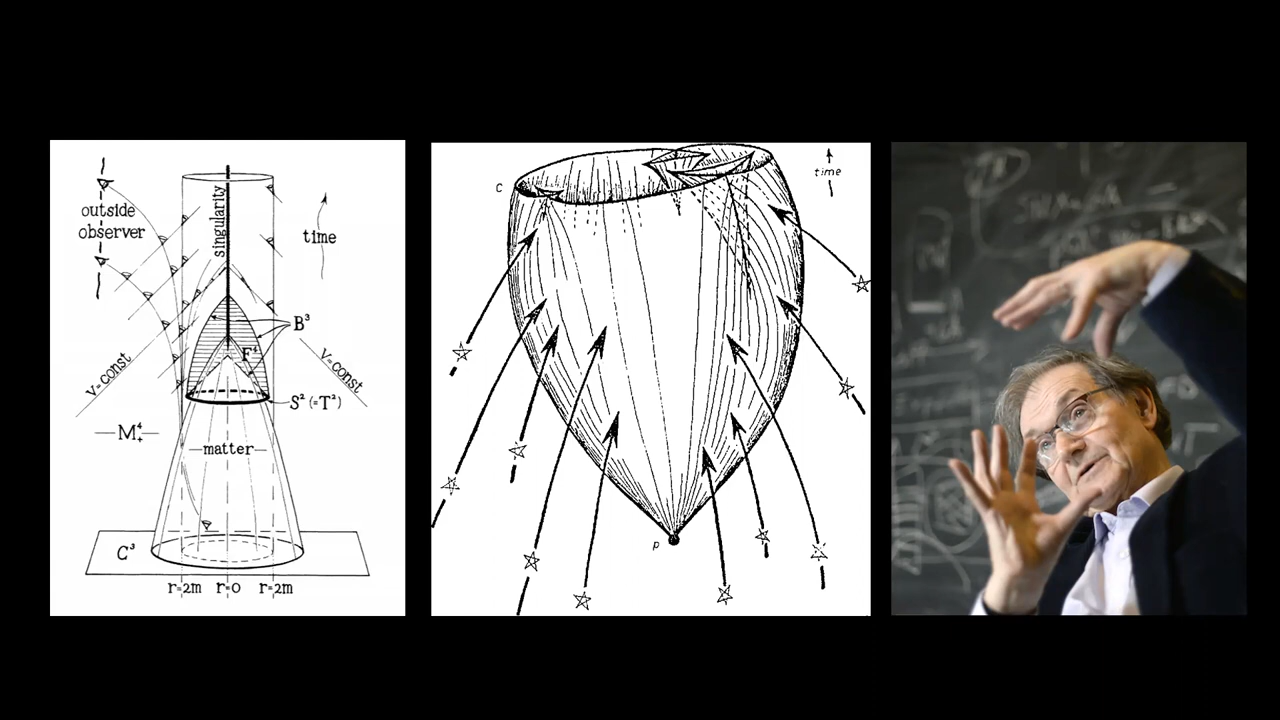 outside
observer
singularity
time
B³
F⁴
V=const
V=const
S² (=T²)
M⁴₊
matter
C³
r=2m r=0 r=2m
C
time
p